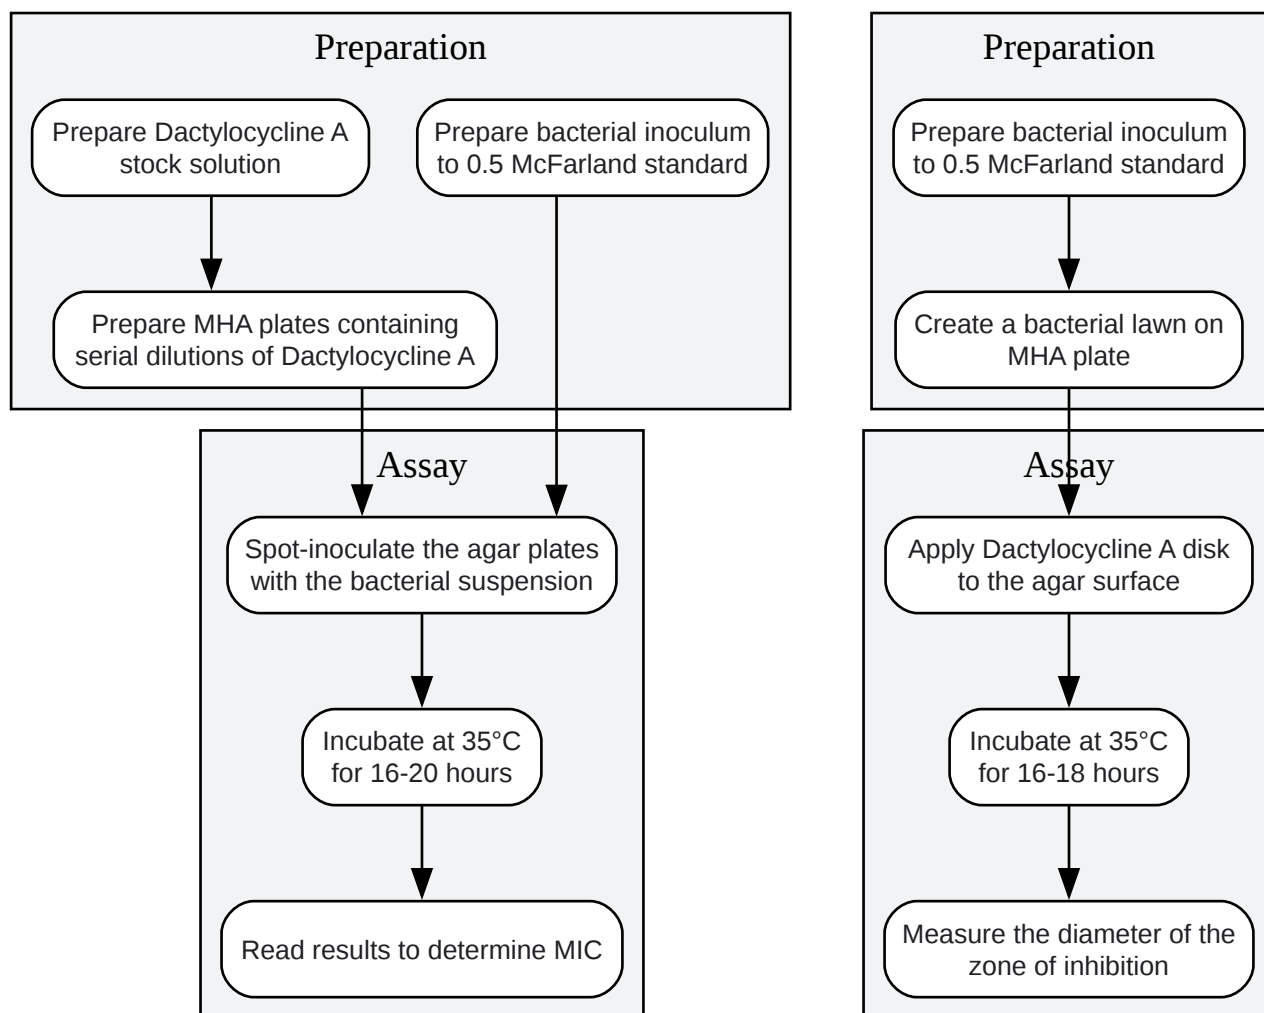 Preparation
Prepare Dactylocycline A
stock solution
Prepare bacterial inoculum
to 0.5 McFarland standard
Prepare MHA plates containing
serial dilutions of Dactylocycline A
Assay
Spot-inoculate the agar plates
with the bacterial suspension
Incubate at 35°C
for 16-20 hours
Read results to determine MIC
Preparation
Prepare bacterial inoculum
to 0.5 McFarland standard
Create a bacterial lawn on
MHA plate
Assay
Apply Dactylocycline A disk
to the agar surface
Incubate at 35°C
for 16-18 hours
Measure the diameter of the
zone of inhibition